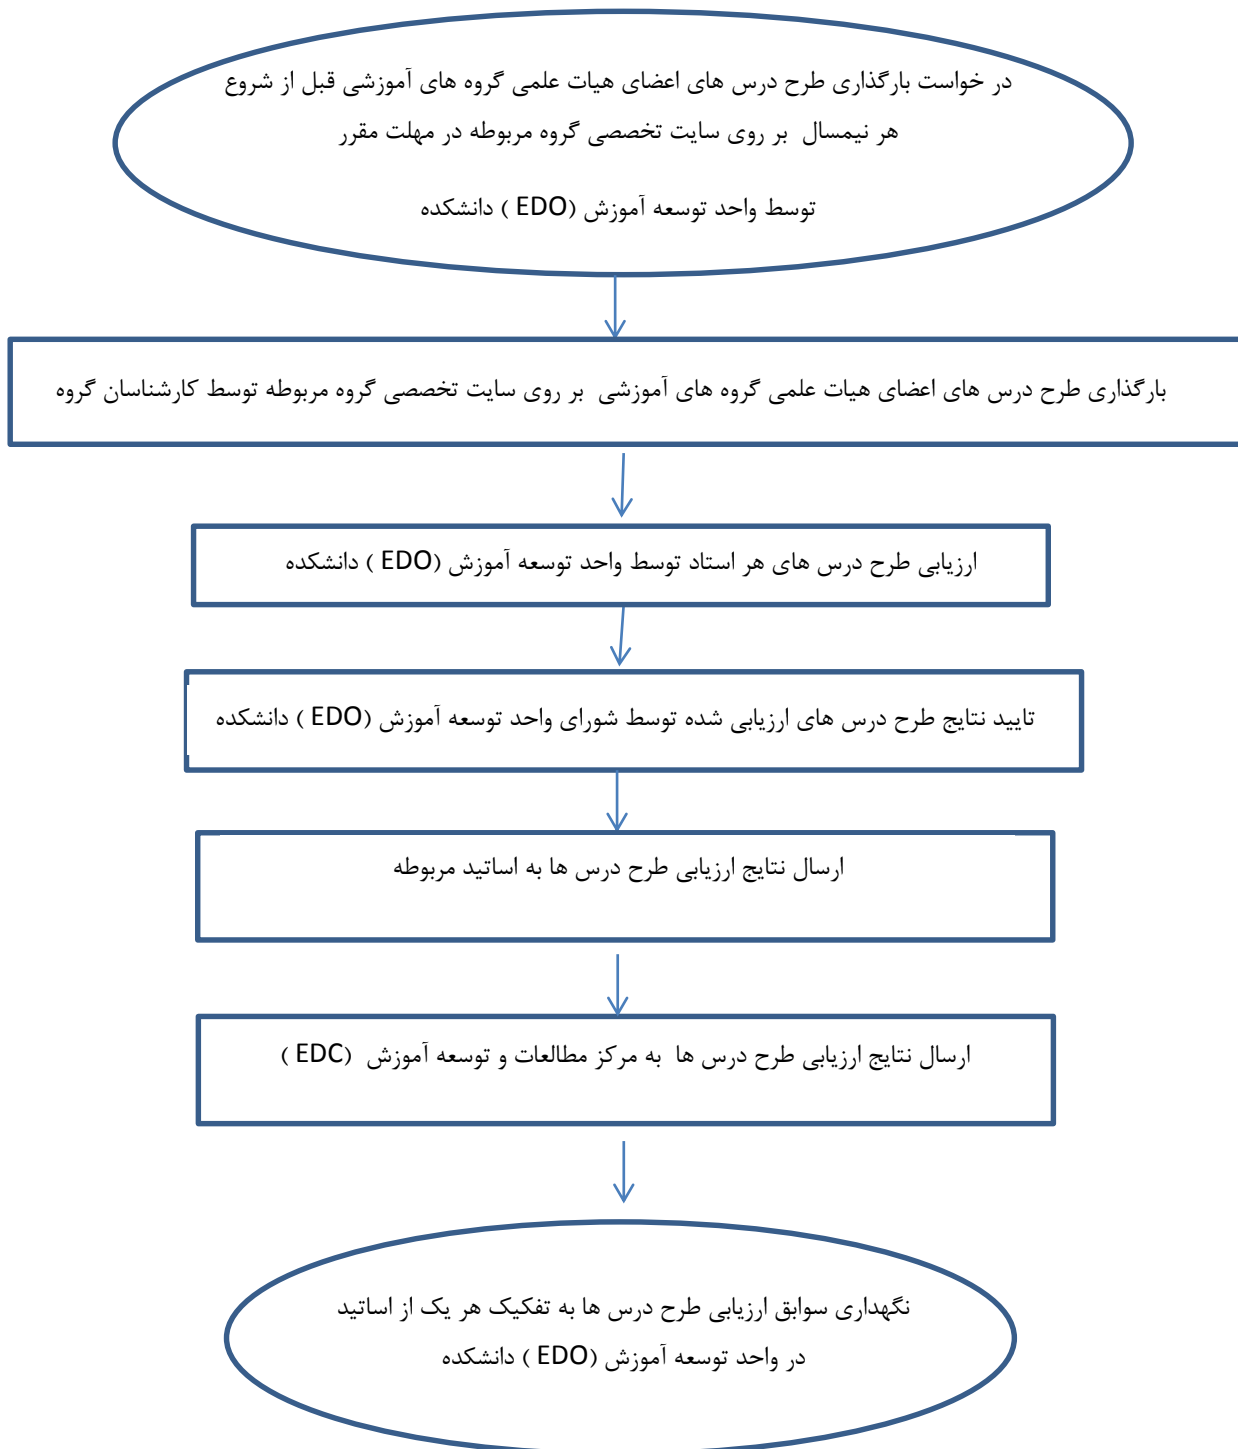 در خواست بارگذاری طرح درس های اعضای هیات علمی گروه های آموزشی قبل از شروع
هر نیمسال بر روی سایت تخصصی گروه مربوطه در مهلت مقرر
توسط واحد توسعه آموزش (EDO ) دانشکده
بارگذاری طرح درس های اعضای هیات علمی گروه های آموزشی بر روی سایت تخصصی گروه مربوطه توسط کارشناسان گروه
ارزیابی طرح درس های هر استاد توسط واحد توسعه آموزش (EDO ) دانشکده
تایید نتایج طرح درس های ارزیابی شده توسط شورای واحد توسعه آموزش (EDO ) دانشکده
ارسال نتایج ارزیابی طرح درس ها به اساتید مربوطه
ارسال نتایج ارزیابی طرح درس ها به مرکز مطالعات و توسعه آموزش (EDC )
نگهداری سوابق ارزیابی طرح درس ها به تفکیک هر یک از اساتید
در واحد توسعه آموزش (EDO ) دانشکده